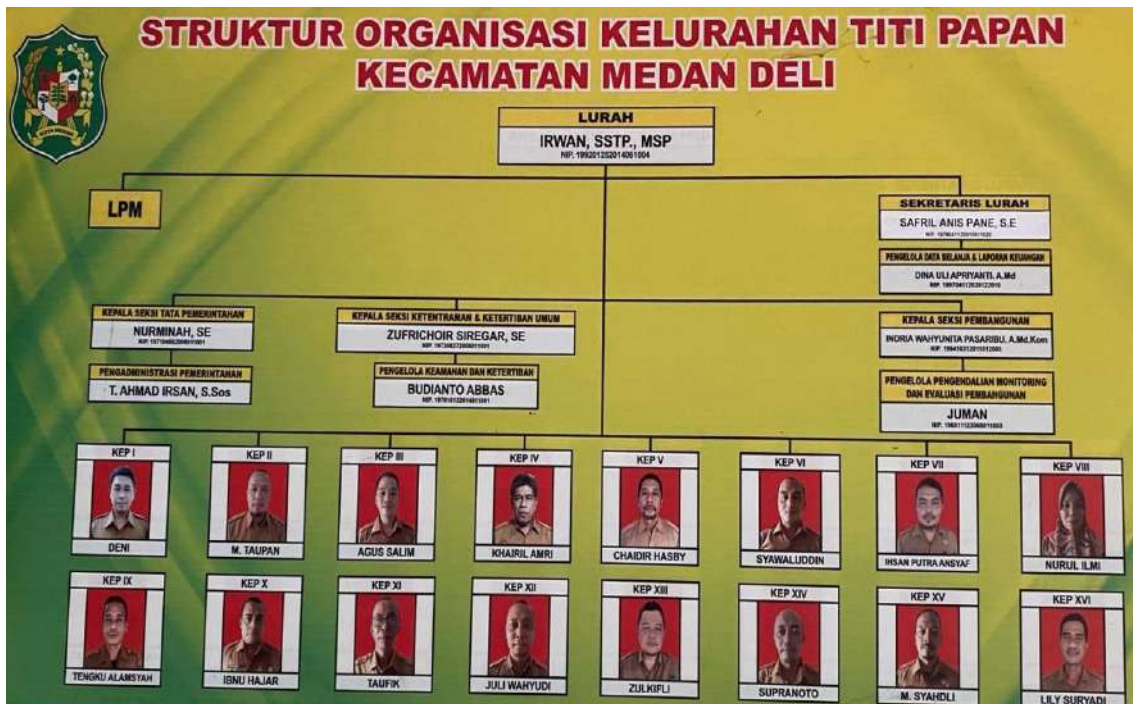 STRUKTUR ORGANISASI KELURAHAN TITI PAPAN
KECAMATAN MEDAN DELI
LURAH
IRWAN, SSTP., MSP
NIP. 199201252014061004
LPM
SEKRETARIS LURAH
SAFRIL ANIS PANE, S.E
PENGELOLA DATA BELANJA & LAPORAN KEUANGAN
DINA ULI APRIYANTI. A.Md
KEPALA SEKSI TATA PEMERINTAHAN
NURMINAH, SE
KEPALA SEKSI KETENTRAMAN & KETERTIBAN UMUM
ZUFRICHOIR SIREGAR, SE
KEPALA SEKSI PEMBANGUNAN
INDRIA WAHYUNITA PASARIBU, A.Md.Kom
PENGADMINISTRASI PEMERINTAHAN
T. AHMAD IRSAN, S.Sos
PENGELOLA KEAMANAN DAN KETERTIBAN
BUDIANTO ABBAS
PENGELOLA PENGENDALIAN MONITORING
DAN EVALUASI PEMBANGUNAN
JUMAN
KEP I
DENI
KEP II
M. TAUPAN
KEP III
AGUS SALIM
KEP IV
KHAIRIL AMRI
KEP V
CHAIDIR HASBY
KEP VI
SYAWALUDDIN
KEP VII
IHSAN PUTRA ANSYAF
KEP VIII
NURUL ILMI
KEP IX
TENGKU ALAMSYAH
KEP X
IBNU HAJAR
KEP XI
TAUFIK
KEP XII
JULI WAHYUDI
KEP XIII
ZULKIFLI
KEP XIV
SUPRANOTO
KEP XV
M. SYAHDLI
KEP XVI
LILY SURYADI